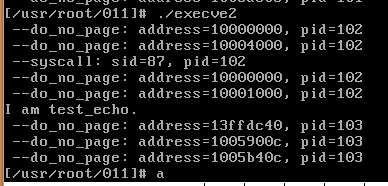 [/usr/root/011]# ./execve2
--do_no_page: address=10000000, pid=102
--do_no_page: address=10004000, pid=102
--syscall: sid=87, pid=102
--do_no_page: address=10000000, pid=102
--do_no_page: address=10001000, pid=102
I am test_echo.
--do_no_page: address=13ffdc40, pid=103
--do_no_page: address=1005900c, pid=103
--do_no_page: address=1005b40c, pid=103
[/usr/root/011]# a